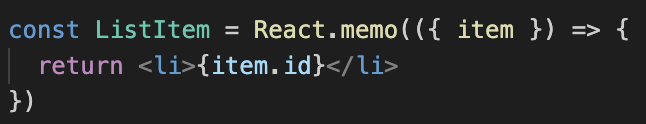 const ListItem = React.memo(({ item }) => {
  return <li>{item.id}</li>
})